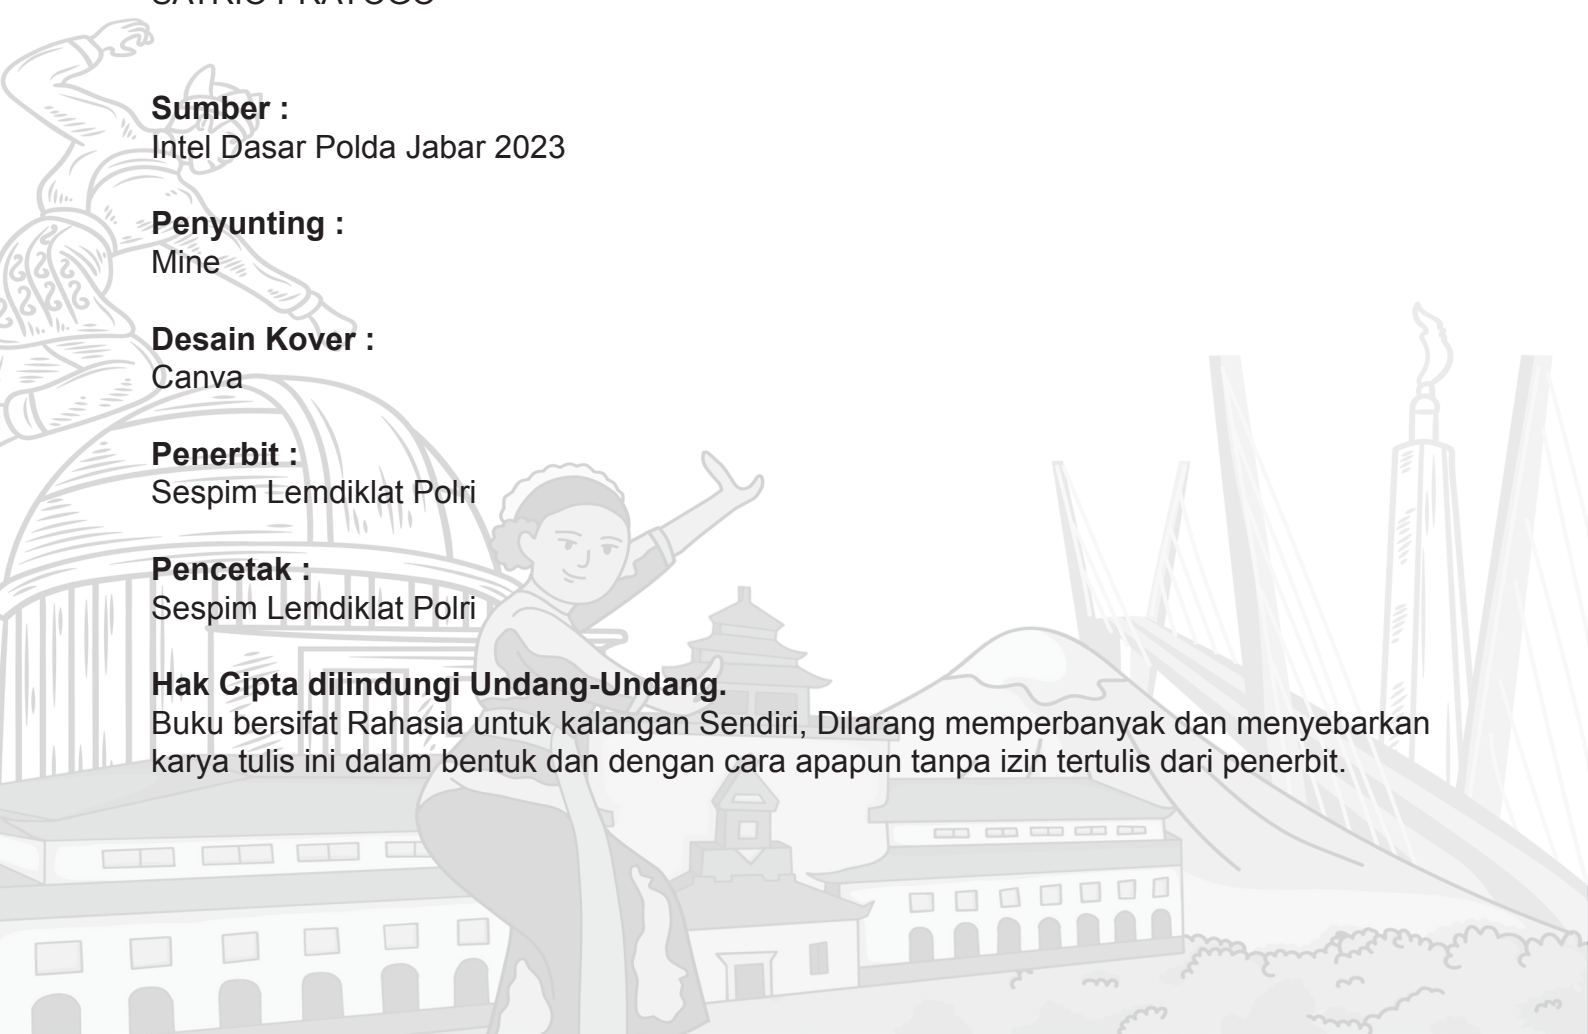 Sumber :
Intel Dasar Polda Jabar 2023
Penyunting :
Mine
Desain Kover :
Canva
Penerbit :
Sespim Lemdiklat Polri
Pencetak :
Sespim Lemdiklat Polri
Hak Cipta dilindungi Undang-Undang.
Buku bersifat Rahasia untuk kalangan Sendiri, Dilarang memperbanyak dan menyebarkan
karya tulis ini dalam bentuk dan dengan cara apapun tanpa izin tertulis dari penerbit.